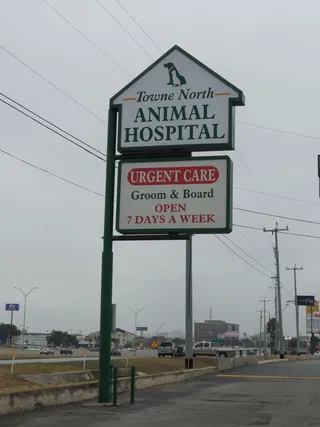 Towne North
ANIMAL
HOSPITAL
URGENT CARE
Groom & Board
OPEN
7 DAYS A WEEK